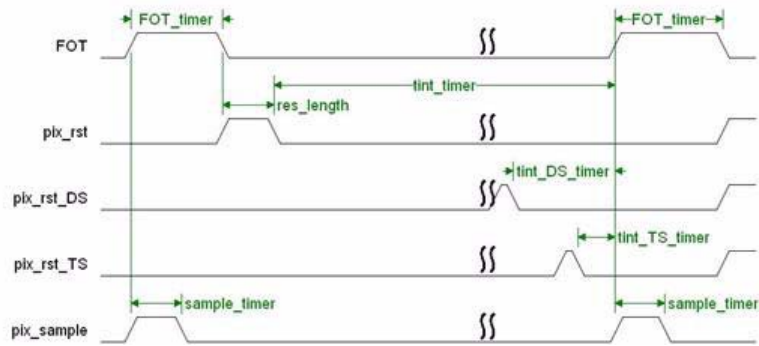 FOT_timer FOT_timer
FOT
tint_timer
res_length
pix_rst
tint_DS_timer
pix_rst_DS
tint_TS_timer
pix_rst_TS
sample_timer sample_timer
pix_sample